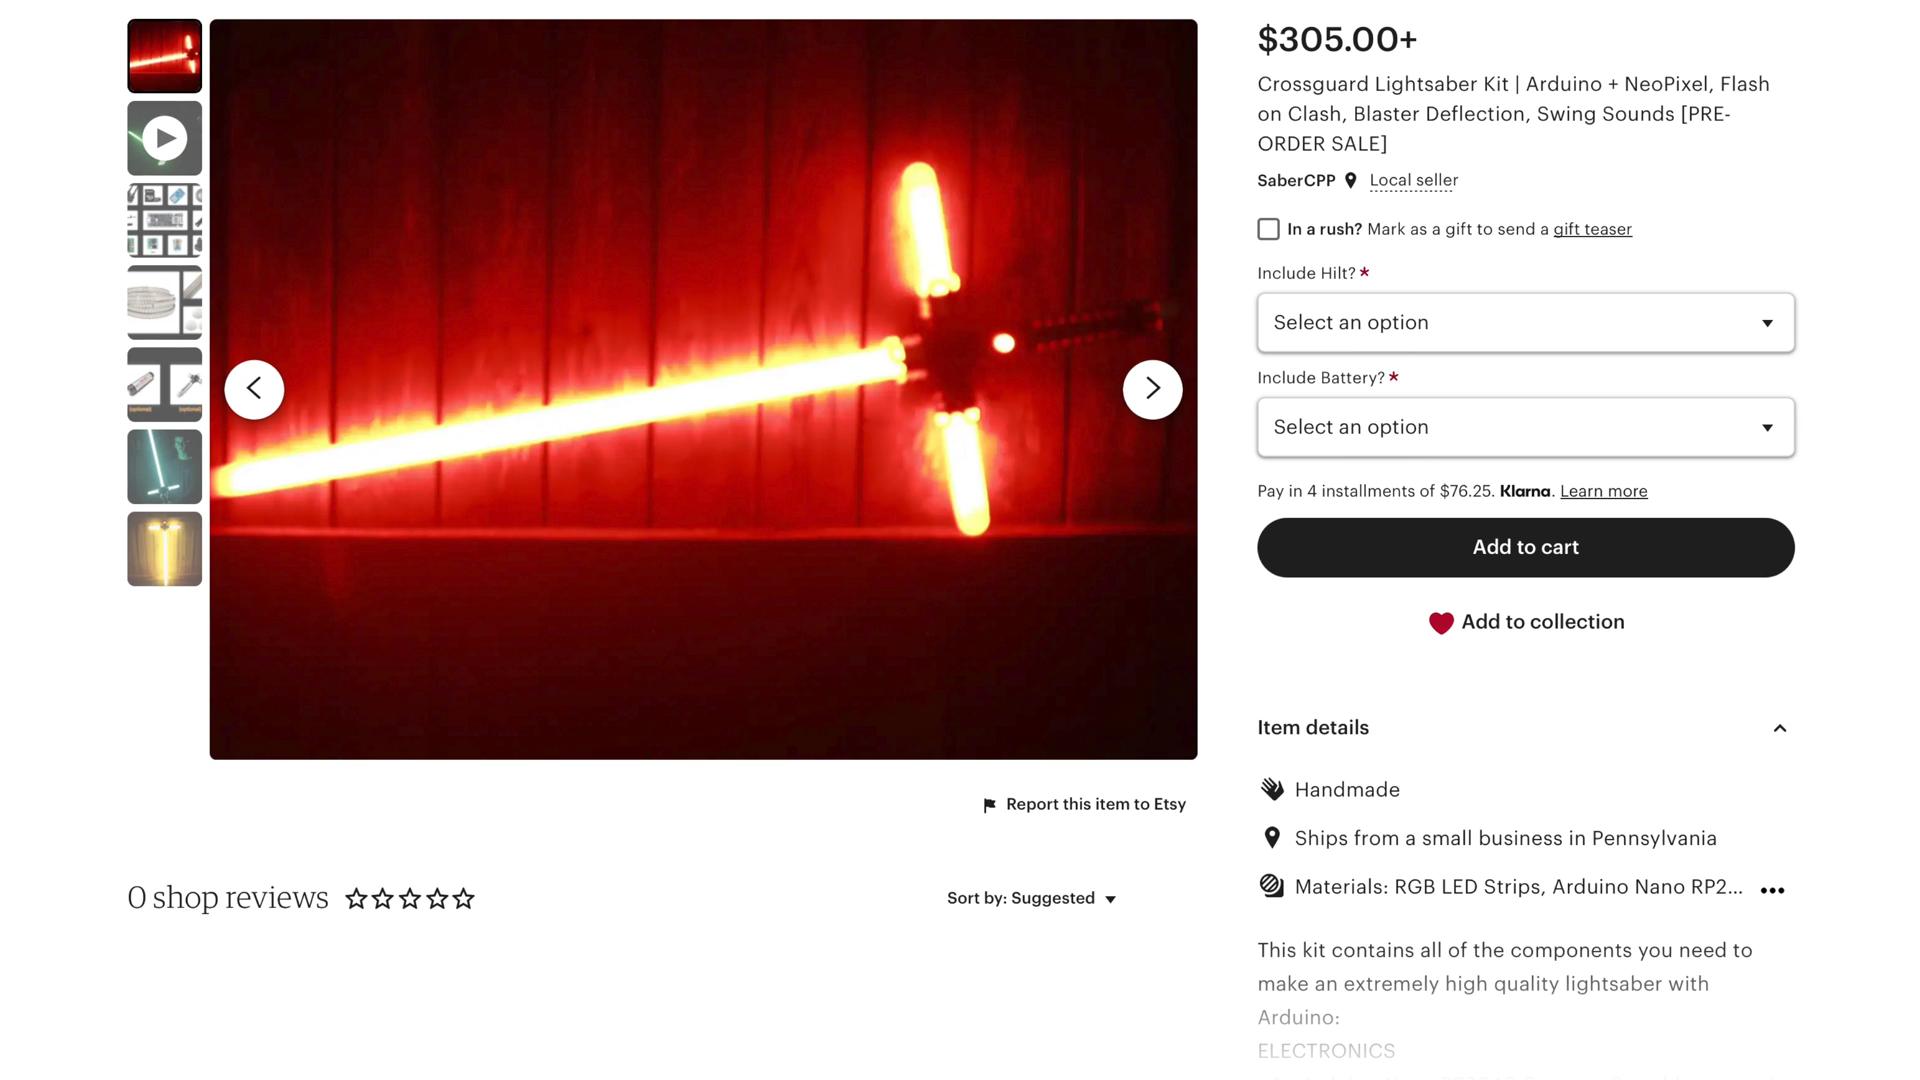 $305.00+
Crossguard Lightsaber Kit | Arduino + NeoPixel, Flash
on Clash, Blaster Deflection, Swing Sounds [PRE-
ORDER SALE]
SaberCPP Local seller
In a rush? Mark as a gift to send a gift teaser
Include Hilt? *
Select an option
Include Battery? *
Select an option
Pay in 4 installments of $76.25. Klarna. Learn more
Add to cart
Add to collection
Item details
Handmade
Ships from a small business in Pennsylvania
Materials: RGB LED Strips, Arduino Nano RP2...
This kit contains all of the components you need to
make an extremely high quality lightsaber with
Arduino:
ELECTRONICS
Report this item to Etsy
0 shop reviews
Sort by: Suggested